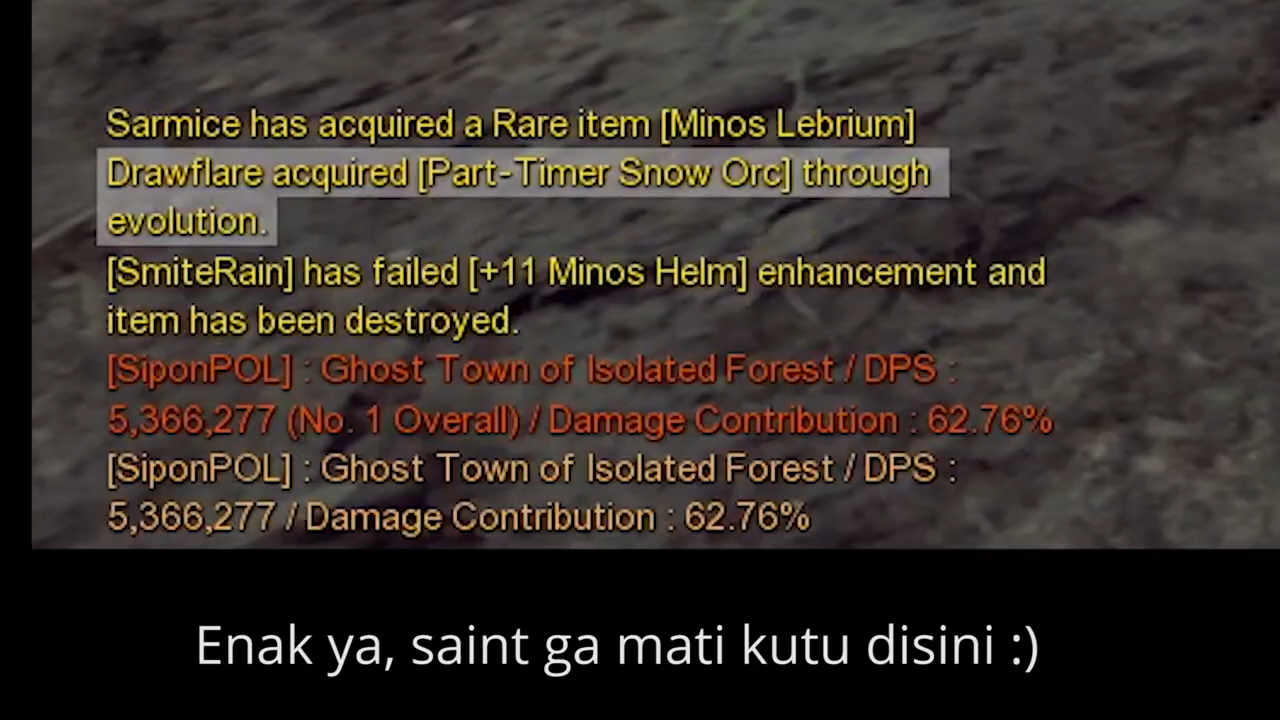 Sarmice has acquired a Rare item [Minos Lebrium]
Drawflare acquired [Part-Timer Snow Orc] through
evolution.
[SmiteRain] has failed [+11 Minos Helm] enhancement and
item has been destroyed.
[SiponPOL] : Ghost Town of Isolated Forest / DPS :
5,366,277 (No. 1 Overall) / Damage Contribution : 62.76%
[SiponPOL] : Ghost Town of Isolated Forest / DPS :
5,366,277 / Damage Contribution : 62.76%
Enak ya, saint ga mati kutu disini :)